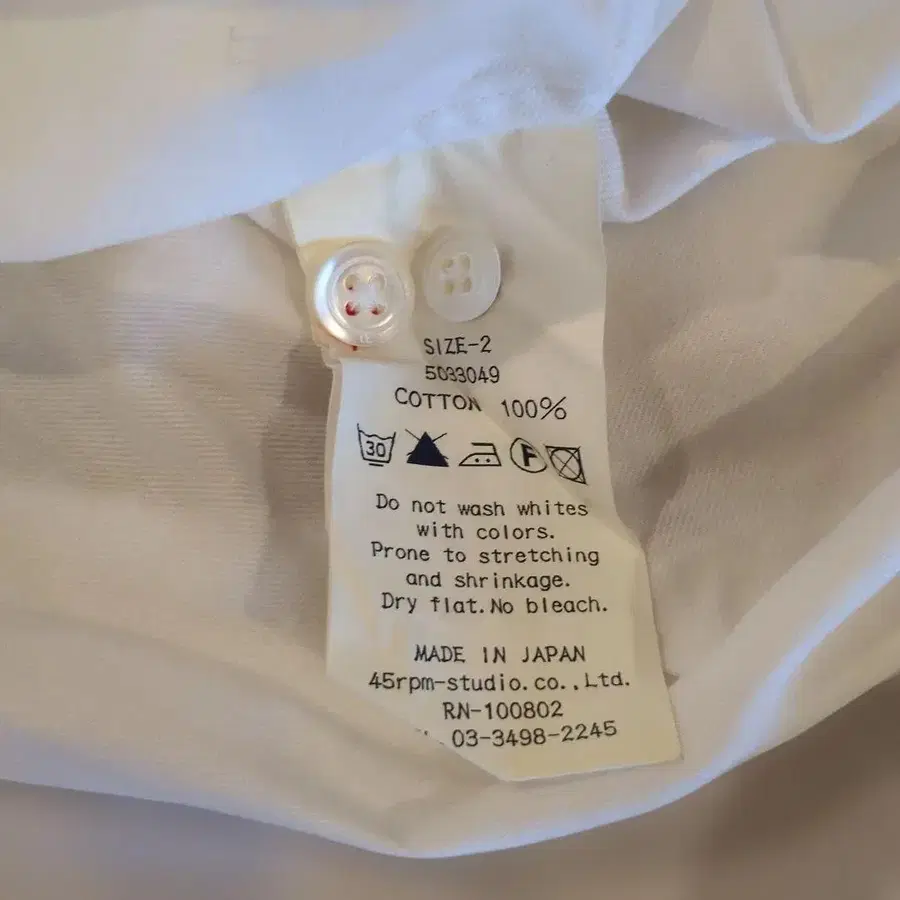 SIZE-2
5033049
COTTON 100%
30
F
Do not wash whites
with colors.
Prone to stretching
and shrinkage.
Dry flat.No bleach.
MADE IN JAPAN
45rpm-studio.co.,Ltd.
RN-100802
03-3498-2245